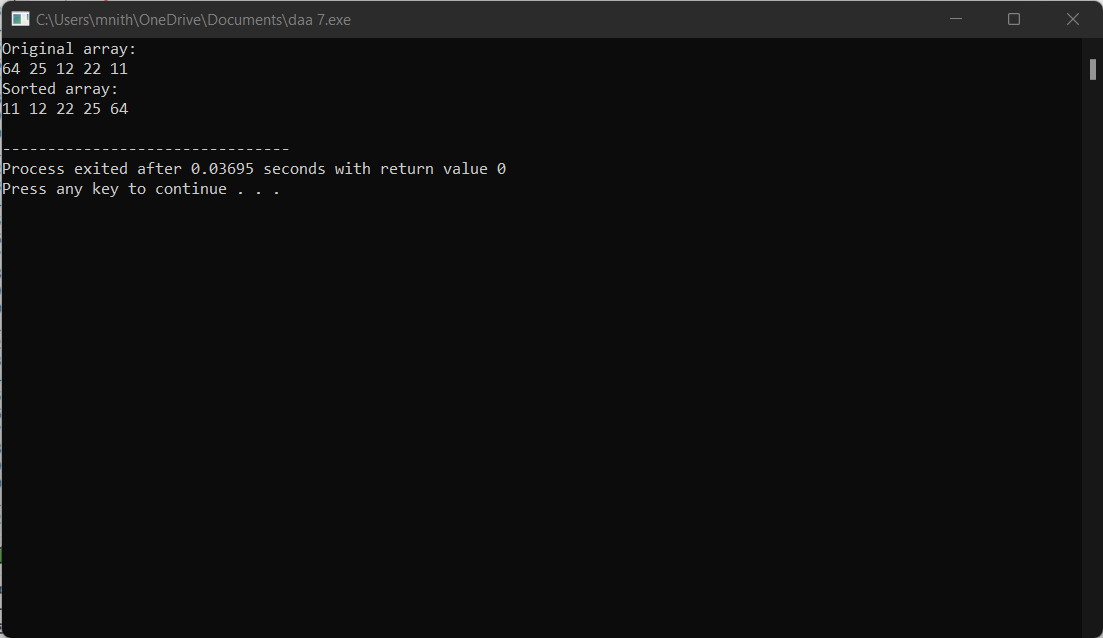 C:\Users\mnith\OneDrive\Documents\daa 7.exe
Original array:
64 25 12 22 11
Sorted array:
11 12 22 25 64
--------------------------------
Process exited after 0.03695 seconds with return value 0
Press any key to continue . . .